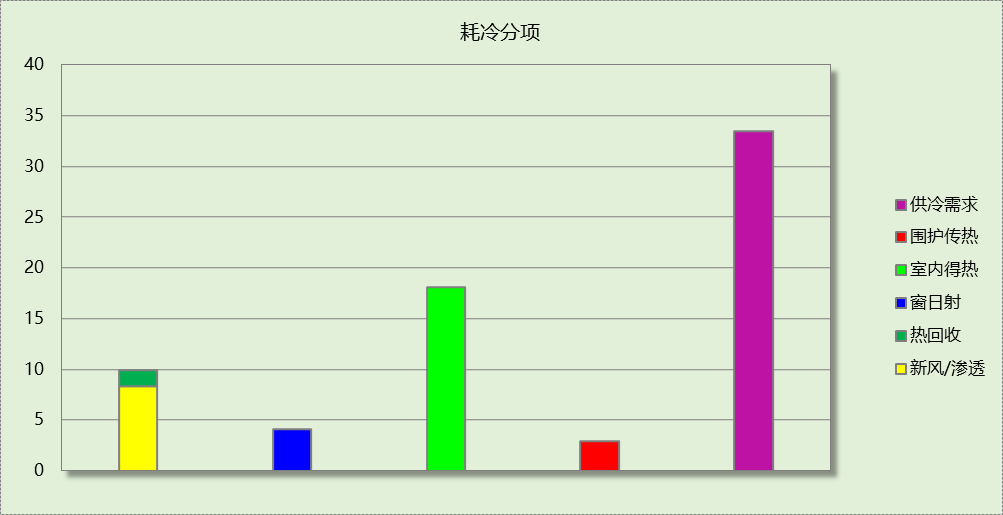 耗冷分项
40
35
30
25
20
15
10
5
0
供冷需求
围护传热
室内得热
窗日射
热回收
新风/渗透